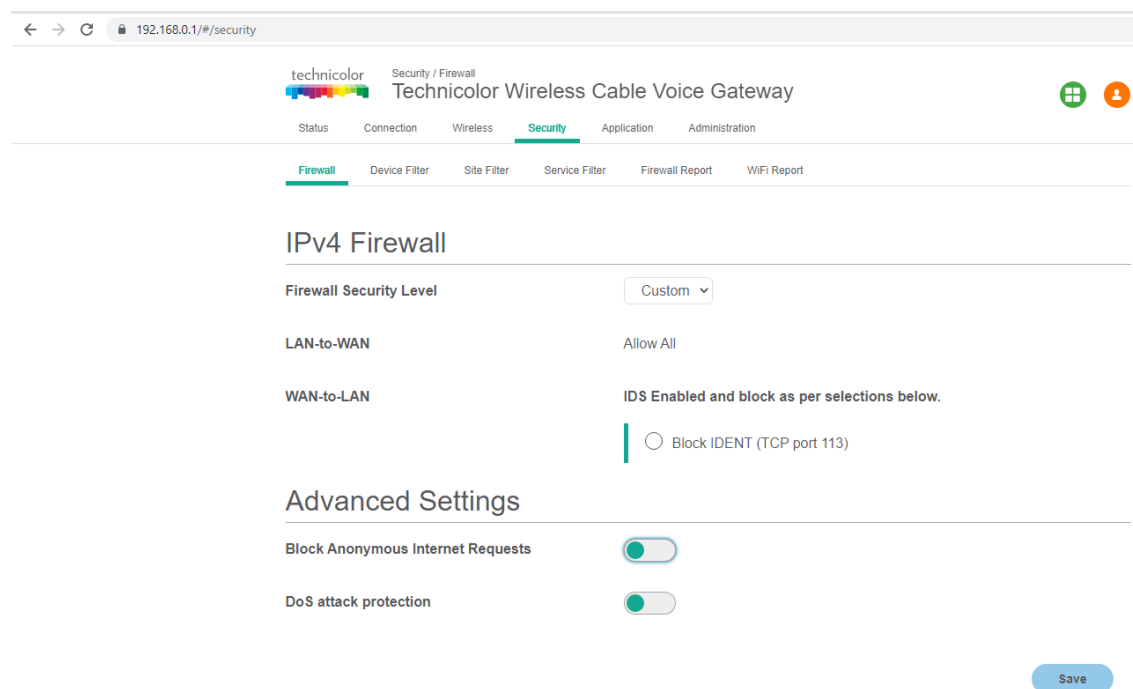 192.168.0.1/#/security
technicolor
Security / Firewall
Technicolor Wireless Cable Voice Gateway
Status Connection Wireless Security Application Administration
Firewall Device Filter Site Filter Service Filter Firewall Report WiFi Report
IPv4 Firewall
Firewall Security Level Custom
LAN-to-WAN Allow All
WAN-to-LAN IDS Enabled and block as per selections below.
Block IDENT (TCP port 113)
Advanced Settings
Block Anonymous Internet Requests
DoS attack protection
Save